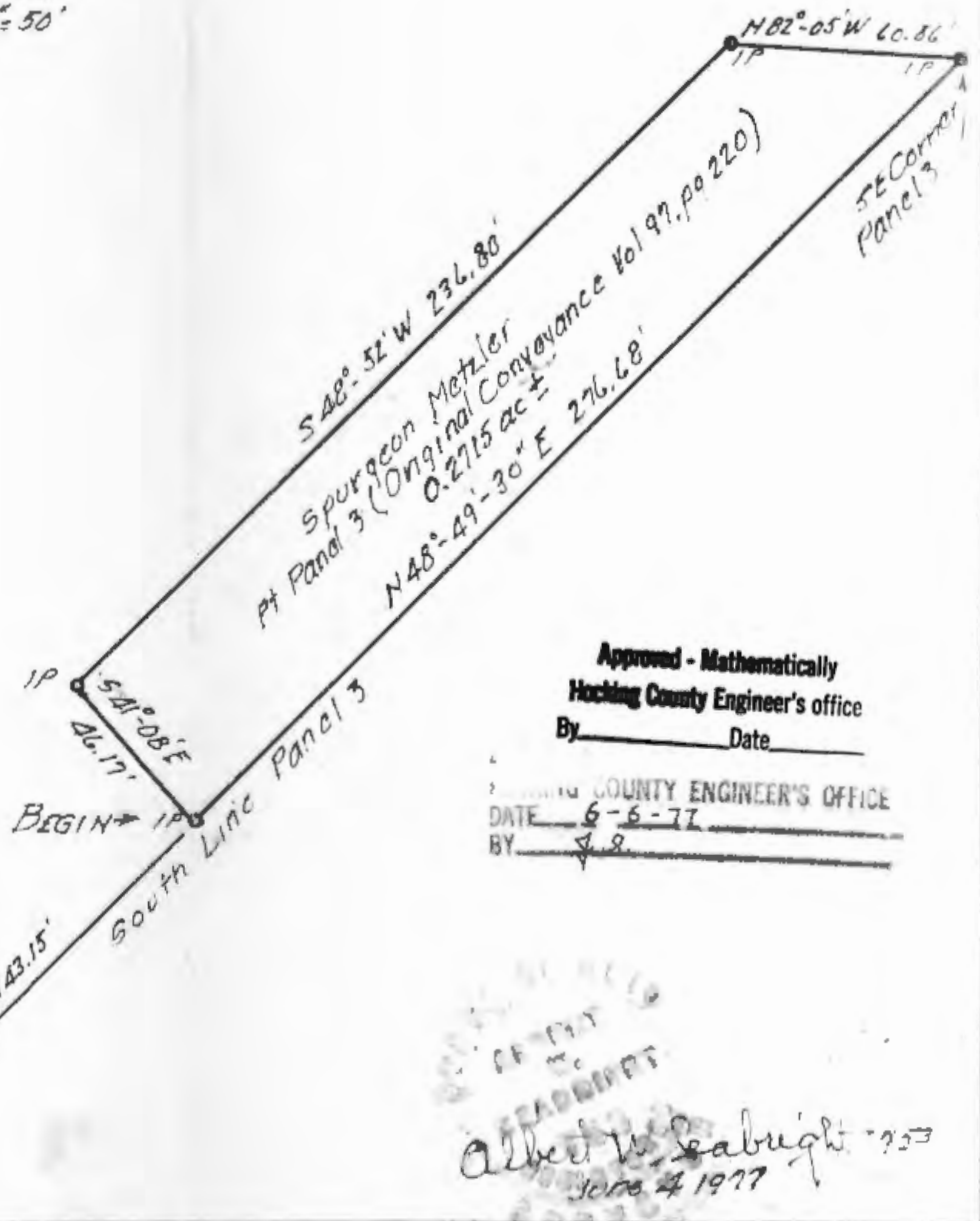 = 50'
N 82°-05' W 60.86'
IP
IP
SE Corner
Parcel 3
S 48°-52' W 236.80'
Spurgeon Metzler
Pt Parcel 3 (Original Conveyance Vol 97, pg 220)
0.2715 ac ±
N 48°-49'-30" E 276.68'
IP
S 41°-08' E
46.17'
BEGIN → IP
South Line Parcel 3
43.15'
Approved - Mathematically
Hocking County Engineer's office
By Date
COUNTY ENGINEER'S OFFICE
DATE 6-6-77
BY J.S.
Albert W. Seabright
June 4 1977